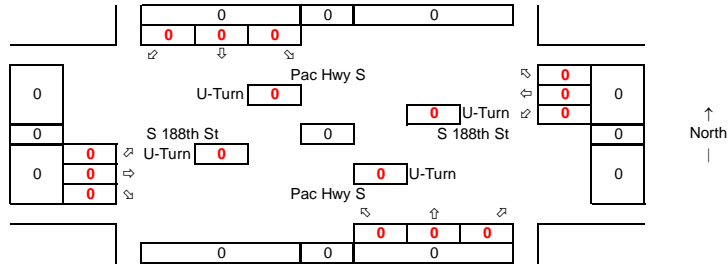 0 0 0
0 0 0
Pac Hwy S
0
0 U-Turn 0 0 0
0 U-Turn 0
↑
0 S 188th St 0 S 188th St 0 North
0 U-Turn 0 |
0 0 0 U-Turn 0
0 Pac Hwy S
0 0 0
0 0 0